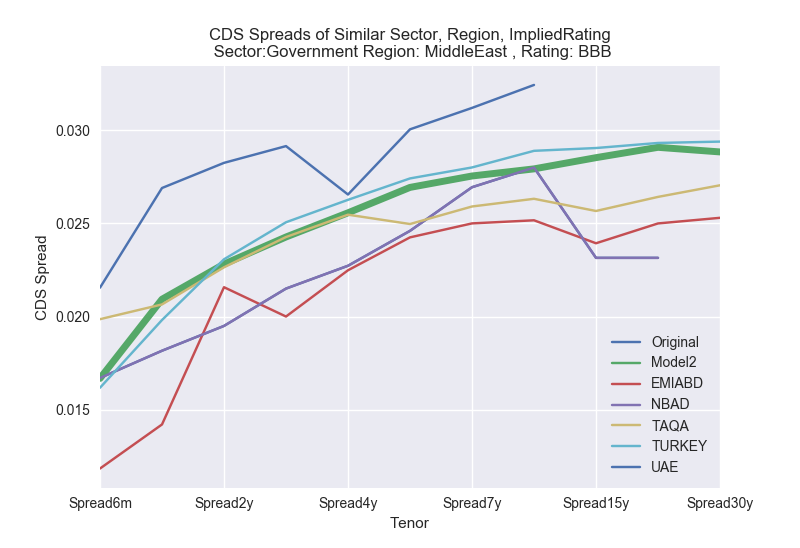 CDS Spreads of Similar Sector, Region, ImpliedRating
Sector:Government Region: MiddleEast , Rating: BBB
0.030
0.025
0.020
0.015
CDS Spread
Original
Model2
EMIABD
NBAD
TAQA
TURKEY
UAE
Spread6m Spread2y Spread4y Spread7y Spread15y Spread30y
Tenor